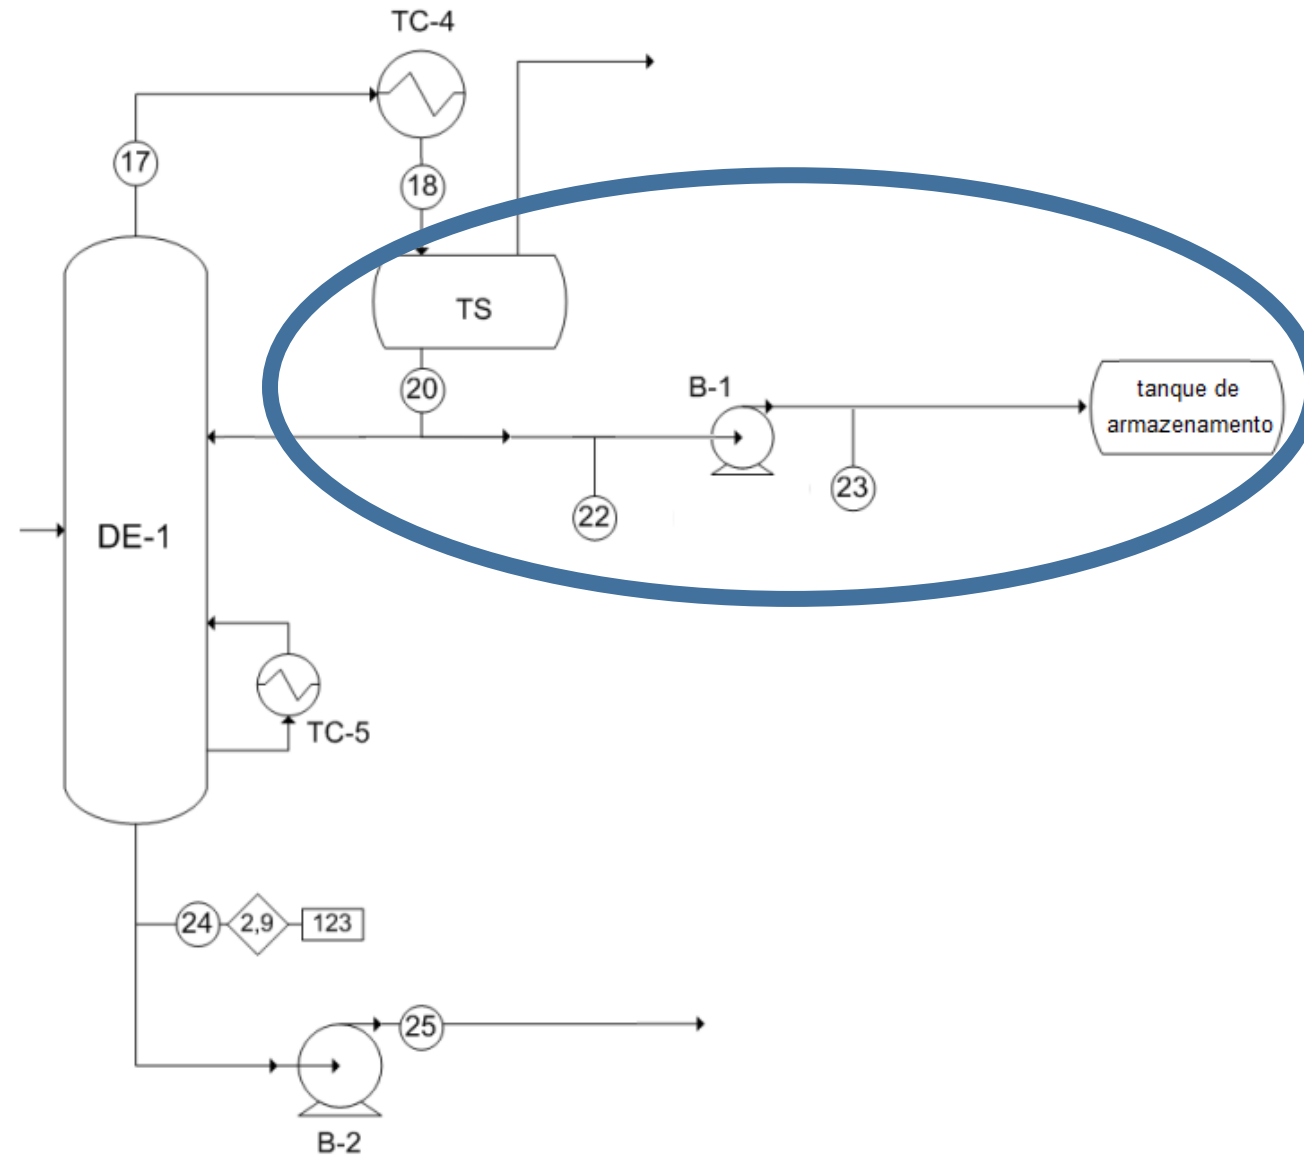 TC-4
17
18
TS
20
B-1
tanque de
armazenamento
23
22
DE-1
TC-5
24
2,9
123
25
B-2